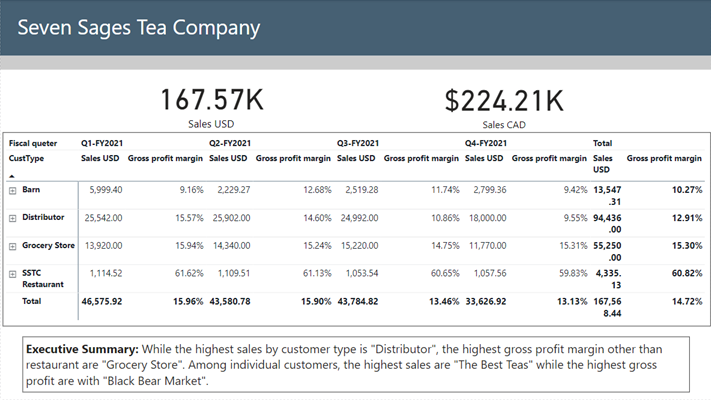 Seven Sages Tea Company
167.57K
Sales USD
$224.21K
Sales CAD
Fiscal queter Q1-FY2021 Q2-FY2021 Q3-FY2021 Q4-FY2021 Total
CustType Sales USD Gross profit margin Sales USD Gross profit margin Sales USD Gross profit margin Sales USD Gross profit margin Sales Gross profit margin
USD
Barn 5,999.40 9.16% 2,229.27 12.68% 2,519.28 11.74% 2,799.36 9.42% 13,547 10.27%
.31
Distributor 25,542.00 15.57% 25,902.00 14.60% 24,992.00 10.86% 18,000.00 9.55% 94,436 12.91%
.00
Grocery Store 13,920.00 15.94% 14,340.00 15.24% 15,220.00 14.75% 11,770.00 15.31% 55,250 15.30%
.00
SSTC 1,114.52 61.62% 1,109.51 61.13% 1,053.54 60.65% 1,057.56 59.83% 4,335. 60.82%
Restaurant 13
Total 46,575.92 15.96% 43,580.78 15.90% 43,784.82 13.46% 33,626.92 13.13% 167,56 14.72%
8.44
Executive Summary: While the highest sales by customer type is "Distributor", the highest gross profit margin other than
restaurant are "Grocery Store". Among individual customers, the highest sales are "The Best Teas" while the highest gross
profit are with "Black Bear Market".